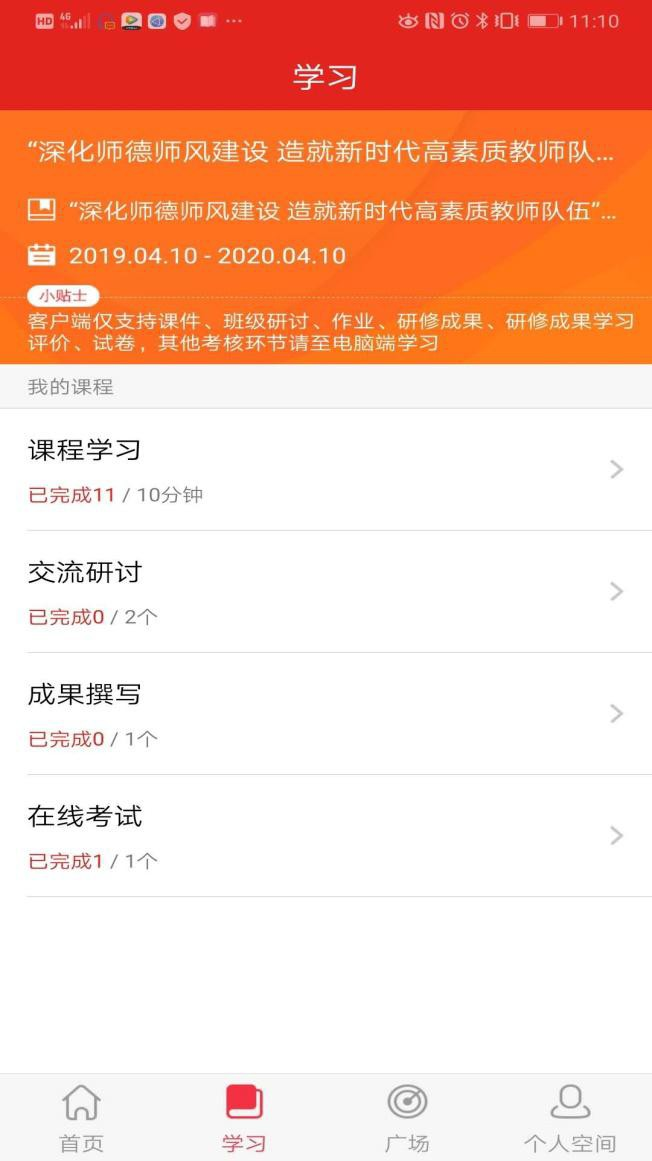 HD 4G 11:10
学习
“深化师德师风建设 造就新时代高素质教师队...
“深化师德师风建设 造就新时代高素质教师队伍”...
2019.04.10 - 2020.04.10
小贴士
客户端仅支持课件、班级研讨、作业、研修成果、研修成果学习
评价、试卷，其他考核环节请至电脑端学习
我的课程
课程学习
已完成11 / 10分钟
交流研讨
已完成0 / 2个
成果撰写
已完成0 / 1个
在线考试
已完成1 / 1个
首页 学习 广场 个人空间